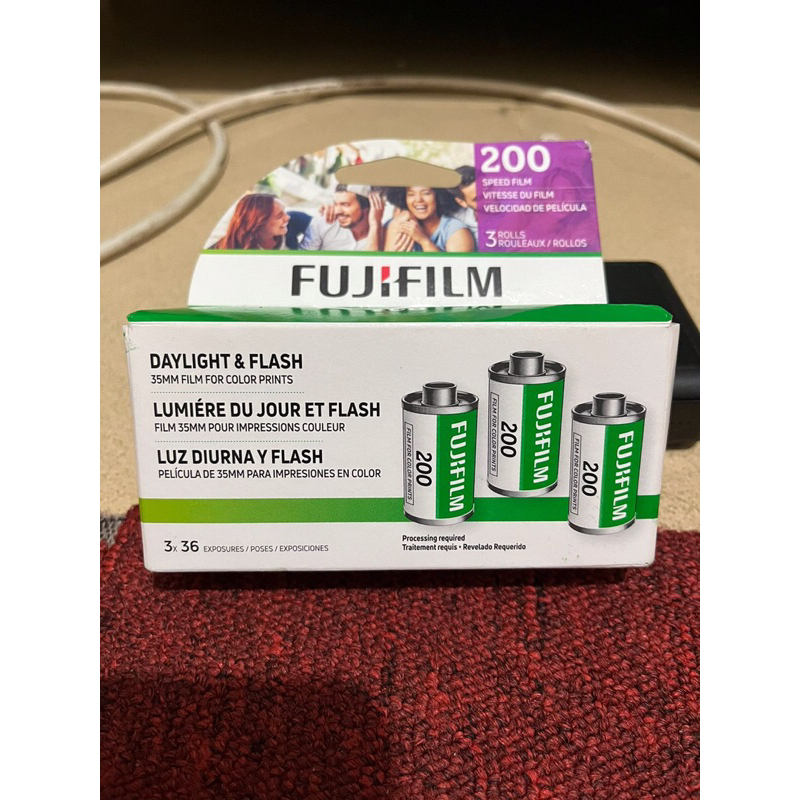 200
SPEED FILM
VITESSE DU FILM
VELOCIDAD DE PELÍCULA
3 ROLLS
ROULEAUX / ROLLOS
FUJIFILM
DAYLIGHT & FLASH
35MM FILM FOR COLOR PRINTS
LUMIÉRE DU JOUR ET FLASH
FILM 35MM POUR IMPRESSIONS COULEUR
LUZ DIURNA Y FLASH
PELÍCULA DE 35MM PARA IMPRESIONES EN COLOR
FUJIFILM
200
FILM FOR COLOR PRINTS
FUJIFILM
200
FILM FOR COLOR PRINTS
FUJIFILM
200
FILM FOR COLOR PRINTS
3x 36 EXPOSURES / POSES / EXPOSICIONES
Processing required
Traitement requis • Revelado Requerido